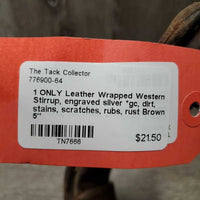 The Tack Collector
776900-64
1 ONLY Leather Wrapped Western
Stirrup, engraved silver *gc, dirt,
stains, scratches, rubs, rust Brown
5"
$21.50
TN7666